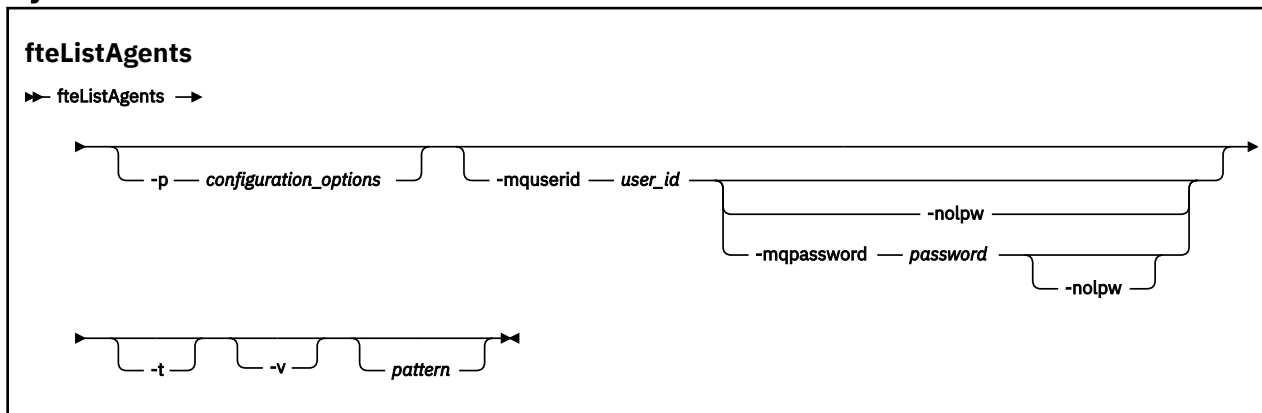 fteListAgents
fteListAgents
-p configuration_options -mquserid user_id
-nolpw
-mqpassword password
-nolpw
-t -v pattern